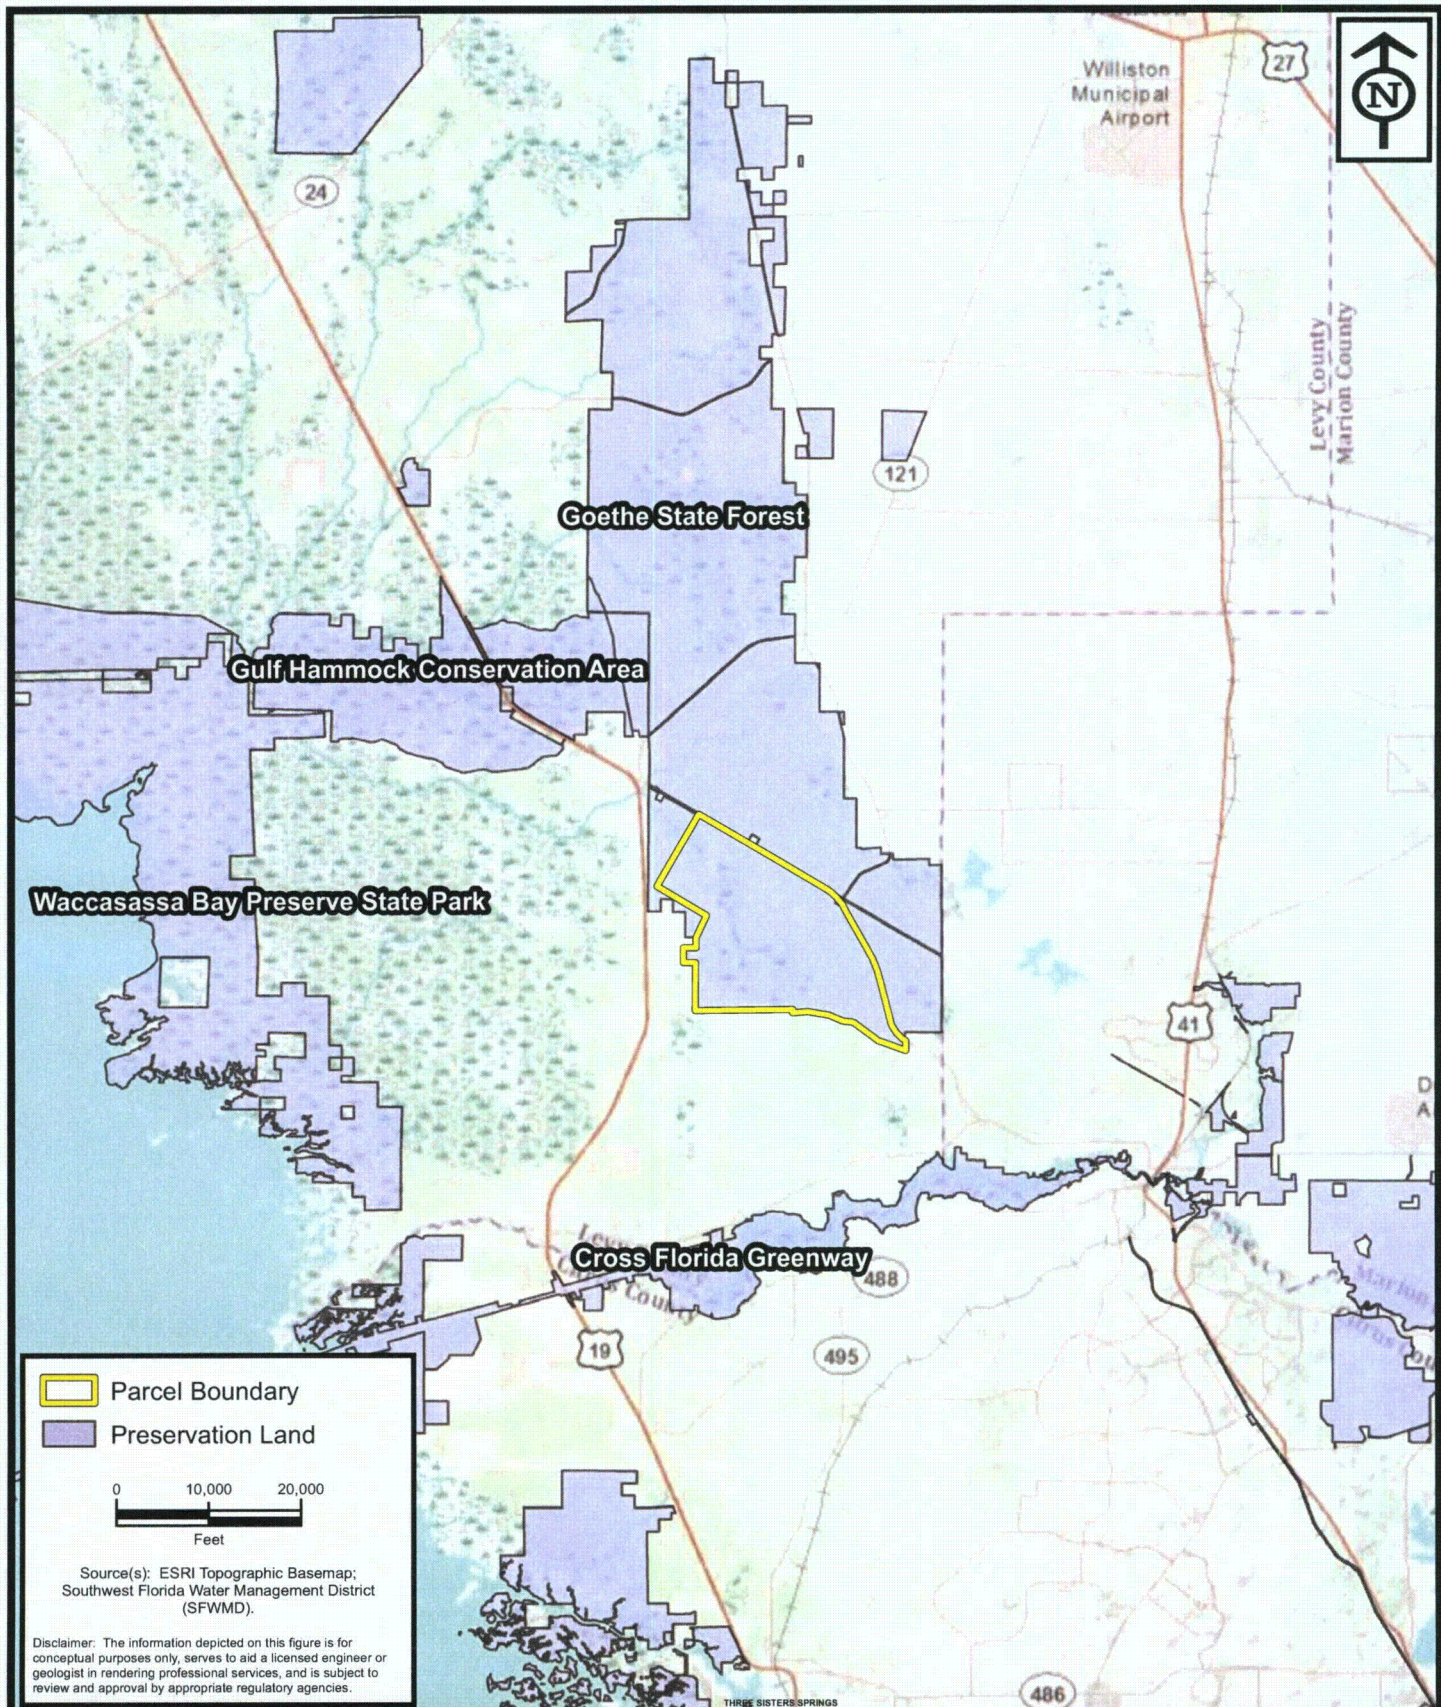 Williston
Municipal
Airport
27
N
24
Levy County
Marion County
121
Goethe State Forest
Gulf Hammock Conservation Area
Waccasassa Bay Preserve State Park
41
D
A
Cross Florida Greenway
488
County
Marion
19
495
Parcel Boundary
Preservation Land
0 10,000 20,000
Feet
Source(s): ESRI Topographic Basemap;
Southwest Florida Water Management District
(SFWMD).
Disclaimer: The information depicted on this figure is for
conceptual purposes only, serves to aid a licensed engineer or
geologist in rendering professional services, and is subject to
review and approval by appropriate regulatory agencies.
THREE SISTERS SPRINGS
486